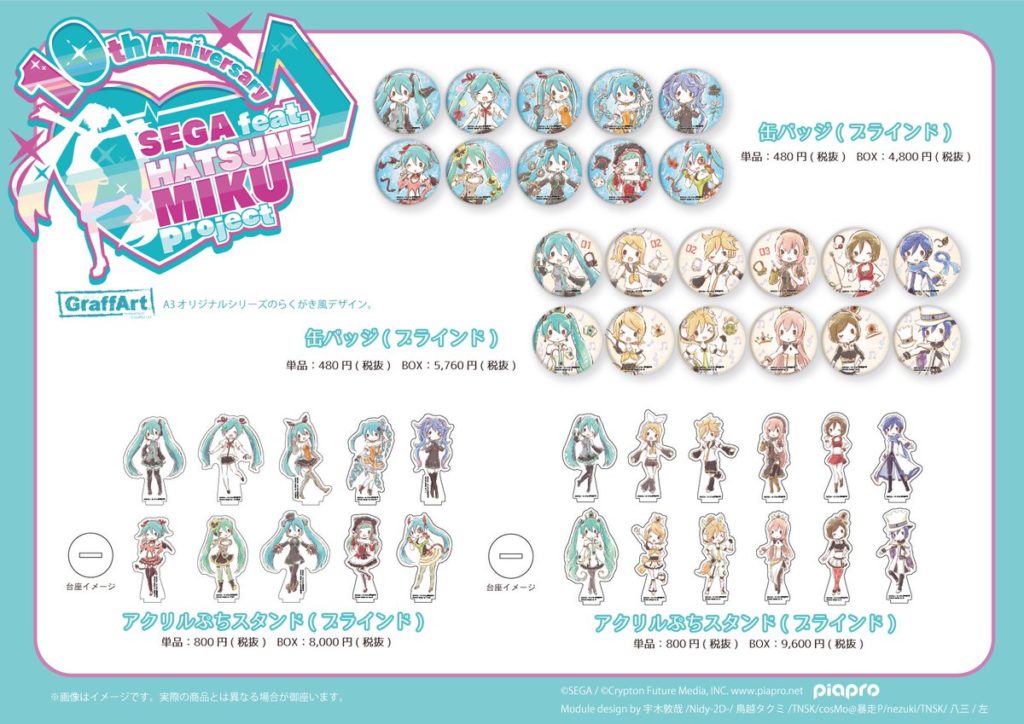 10th Anniversary
SEGA feat.
HATSUNE
MIKU
project
缶バッジ ( ブラインド )
単品：480円 ( 税抜 )　BOX：4,800円 ( 税抜 )
GraffArt
A3オリジナルシリーズのらくがき風デザイン。
01 02 02 03
缶バッジ ( ブラインド )
単品：480円 ( 税抜 )　BOX：5,760円 ( 税抜 )
台座イメージ
アクリルぷちスタンド ( ブラインド )
単品：800円 ( 税抜 )　BOX：8,000円 ( 税抜 )
台座イメージ
アクリルぷちスタンド ( ブラインド )
単品：800円 ( 税抜 )　BOX：9,600円 ( 税抜 )
※画像はイメージです。実際の商品とは異なる場合が御座います。
©SEGA / ©Crypton Future Media, INC. www.piapro.net piapro
Module design by 宇木敦哉 /Nidy-2D-/ 鳥越タクミ /TNSK/cosMo@暴走P/nezuki/TNSK/ 八三 / 左